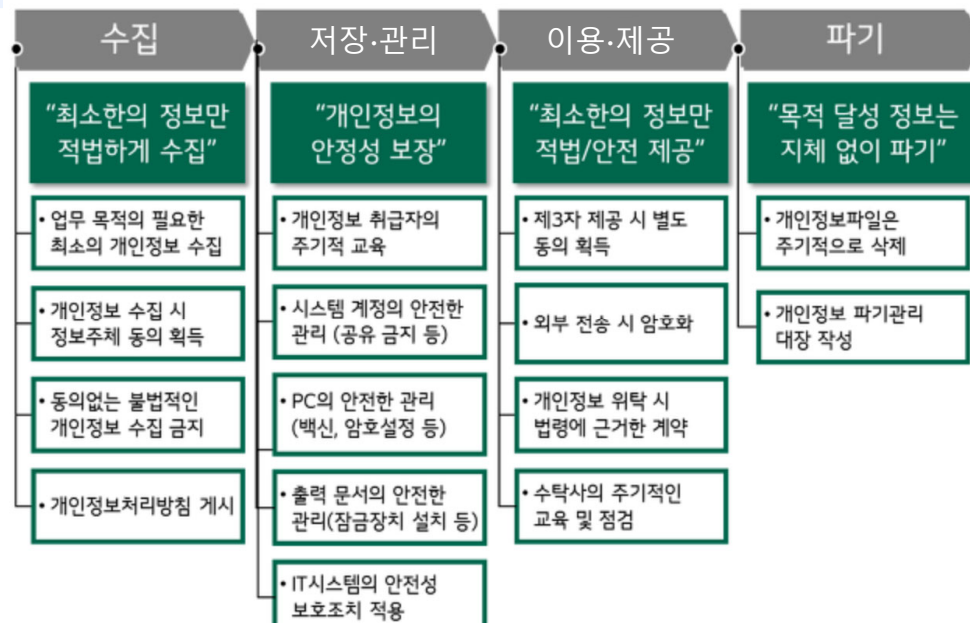 수집
"최소한의 정보만
적법하게 수집"
• 업무 목적의 필요한
최소의 개인정보 수집
• 개인정보 수집 시
정보주체 동의 획득
• 동의없는 불법적인
개인정보 수집 금지
• 개인정보처리방침 게시
저장·관리
"개인정보의
안정성 보장"
• 개인정보 취급자의
주기적 교육
• 시스템 계정의 안전한
관리 (공유 금지 등)
• PC의 안전한 관리
(백신, 암호설정 등)
• 출력 문서의 안전한
관리(잠금장치 설치 등)
• IT시스템의 안전성
보호조치 적용
이용·제공
"최소한의 정보만
적법/안전 제공"
• 제3자 제공 시 별도
동의 획득
• 외부 전송 시 암호화
• 개인정보 위탁 시
법령에 근거한 계약
• 수탁사의 주기적인
교육 및 점검
파기
"목적 달성 정보는
지체 없이 파기"
• 개인정보파일은
주기적으로 삭제
• 개인정보 파기관리
대장 작성